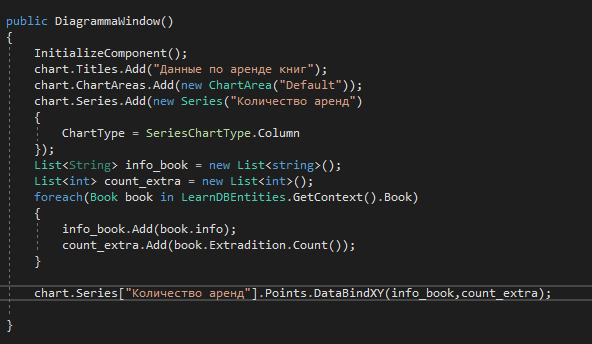 public DiagrammaWindow()
{
InitializeComponent();
chart.Titles.Add("Данные по аренде книг");
chart.ChartAreas.Add(new ChartArea("Default"));
chart.Series.Add(new Series("Количество аренд")
{
ChartType = SeriesChartType.Column
});
List<String> info_book = new List<string>();
List<int> count_extra = new List<int>();
foreach(Book book in LearnDBEntities.GetContext().Book)
{
info_book.Add(book.info);
count_extra.Add(book.Extradition.Count());
}
chart.Series["Количество аренд"].Points.DataBindXY(info_book,count_extra);
}